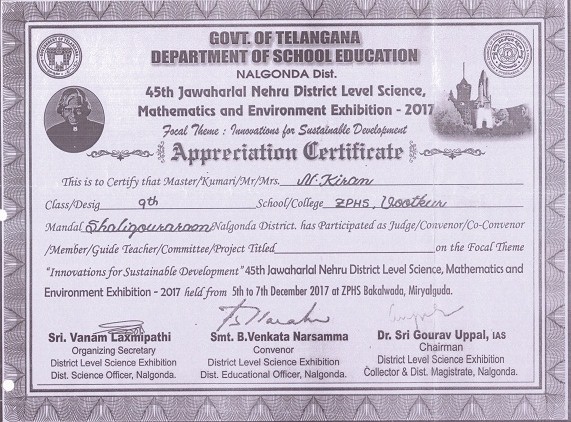 GOVT. OF TELANGANA
DEPARTMENT OF SCHOOL EDUCATION
NALGONDA Dist.
45th Jawaharlal Nehru District Level Science,
Mathematics and Environment Exhibition - 2017
Focal Theme : Innovations for Sustainable Development
Appreciation Certificate
This is to Certify that Master/Kumari/Mr/Mrs. N. Kiran
Class/Desig 9th School/College ZPHS, Vootkur
Mandal Shaligouraroon Nalgonda District. has Participated as Judge/Convenor/Co-Convenor
/Member/Guide Teacher/Committee/Project Titled on the Focal Theme
"Innovations for Sustainable Development" 45th Jawaharlal Nehru District Level Science, Mathematics and
Environment Exhibition - 2017 held from 5th to 7th December 2017 at ZPHS Bakalwada, Miryalguda.
Sri. Vanam Laxmipathi
Organizing Secretary
District Level Science Exhibition
Dist. Science Officer, Nalgonda.
Smt. B.Venkata Narsamma
Convenor
District Level Science Exhibition
Dist. Educational Officer, Nalgonda.
Dr. Sri Gourav Uppal, IAS
Chairman
District Level Science Exhibition
Collector & Dist. Magistrate, Nalgonda.